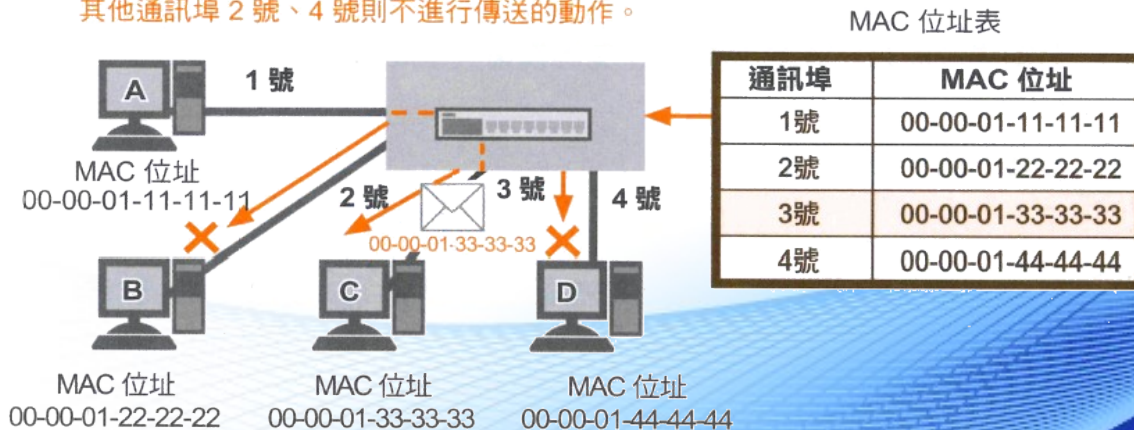 其他通訊埠 2 號、4 號則不進行傳送的動作。
MAC 位址表
通訊埠 MAC 位址
1號 00-00-01-11-11-11
2號 00-00-01-22-22-22
3號 00-00-01-33-33-33
4號 00-00-01-44-44-44
A
1 號
MAC 位址
00-00-01-11-11-11
2 號
3 號
4 號
00-00-01-33-33-33
B
C
D
MAC 位址
00-00-01-22-22-22
MAC 位址
00-00-01-33-33-33
MAC 位址
00-00-01-44-44-44